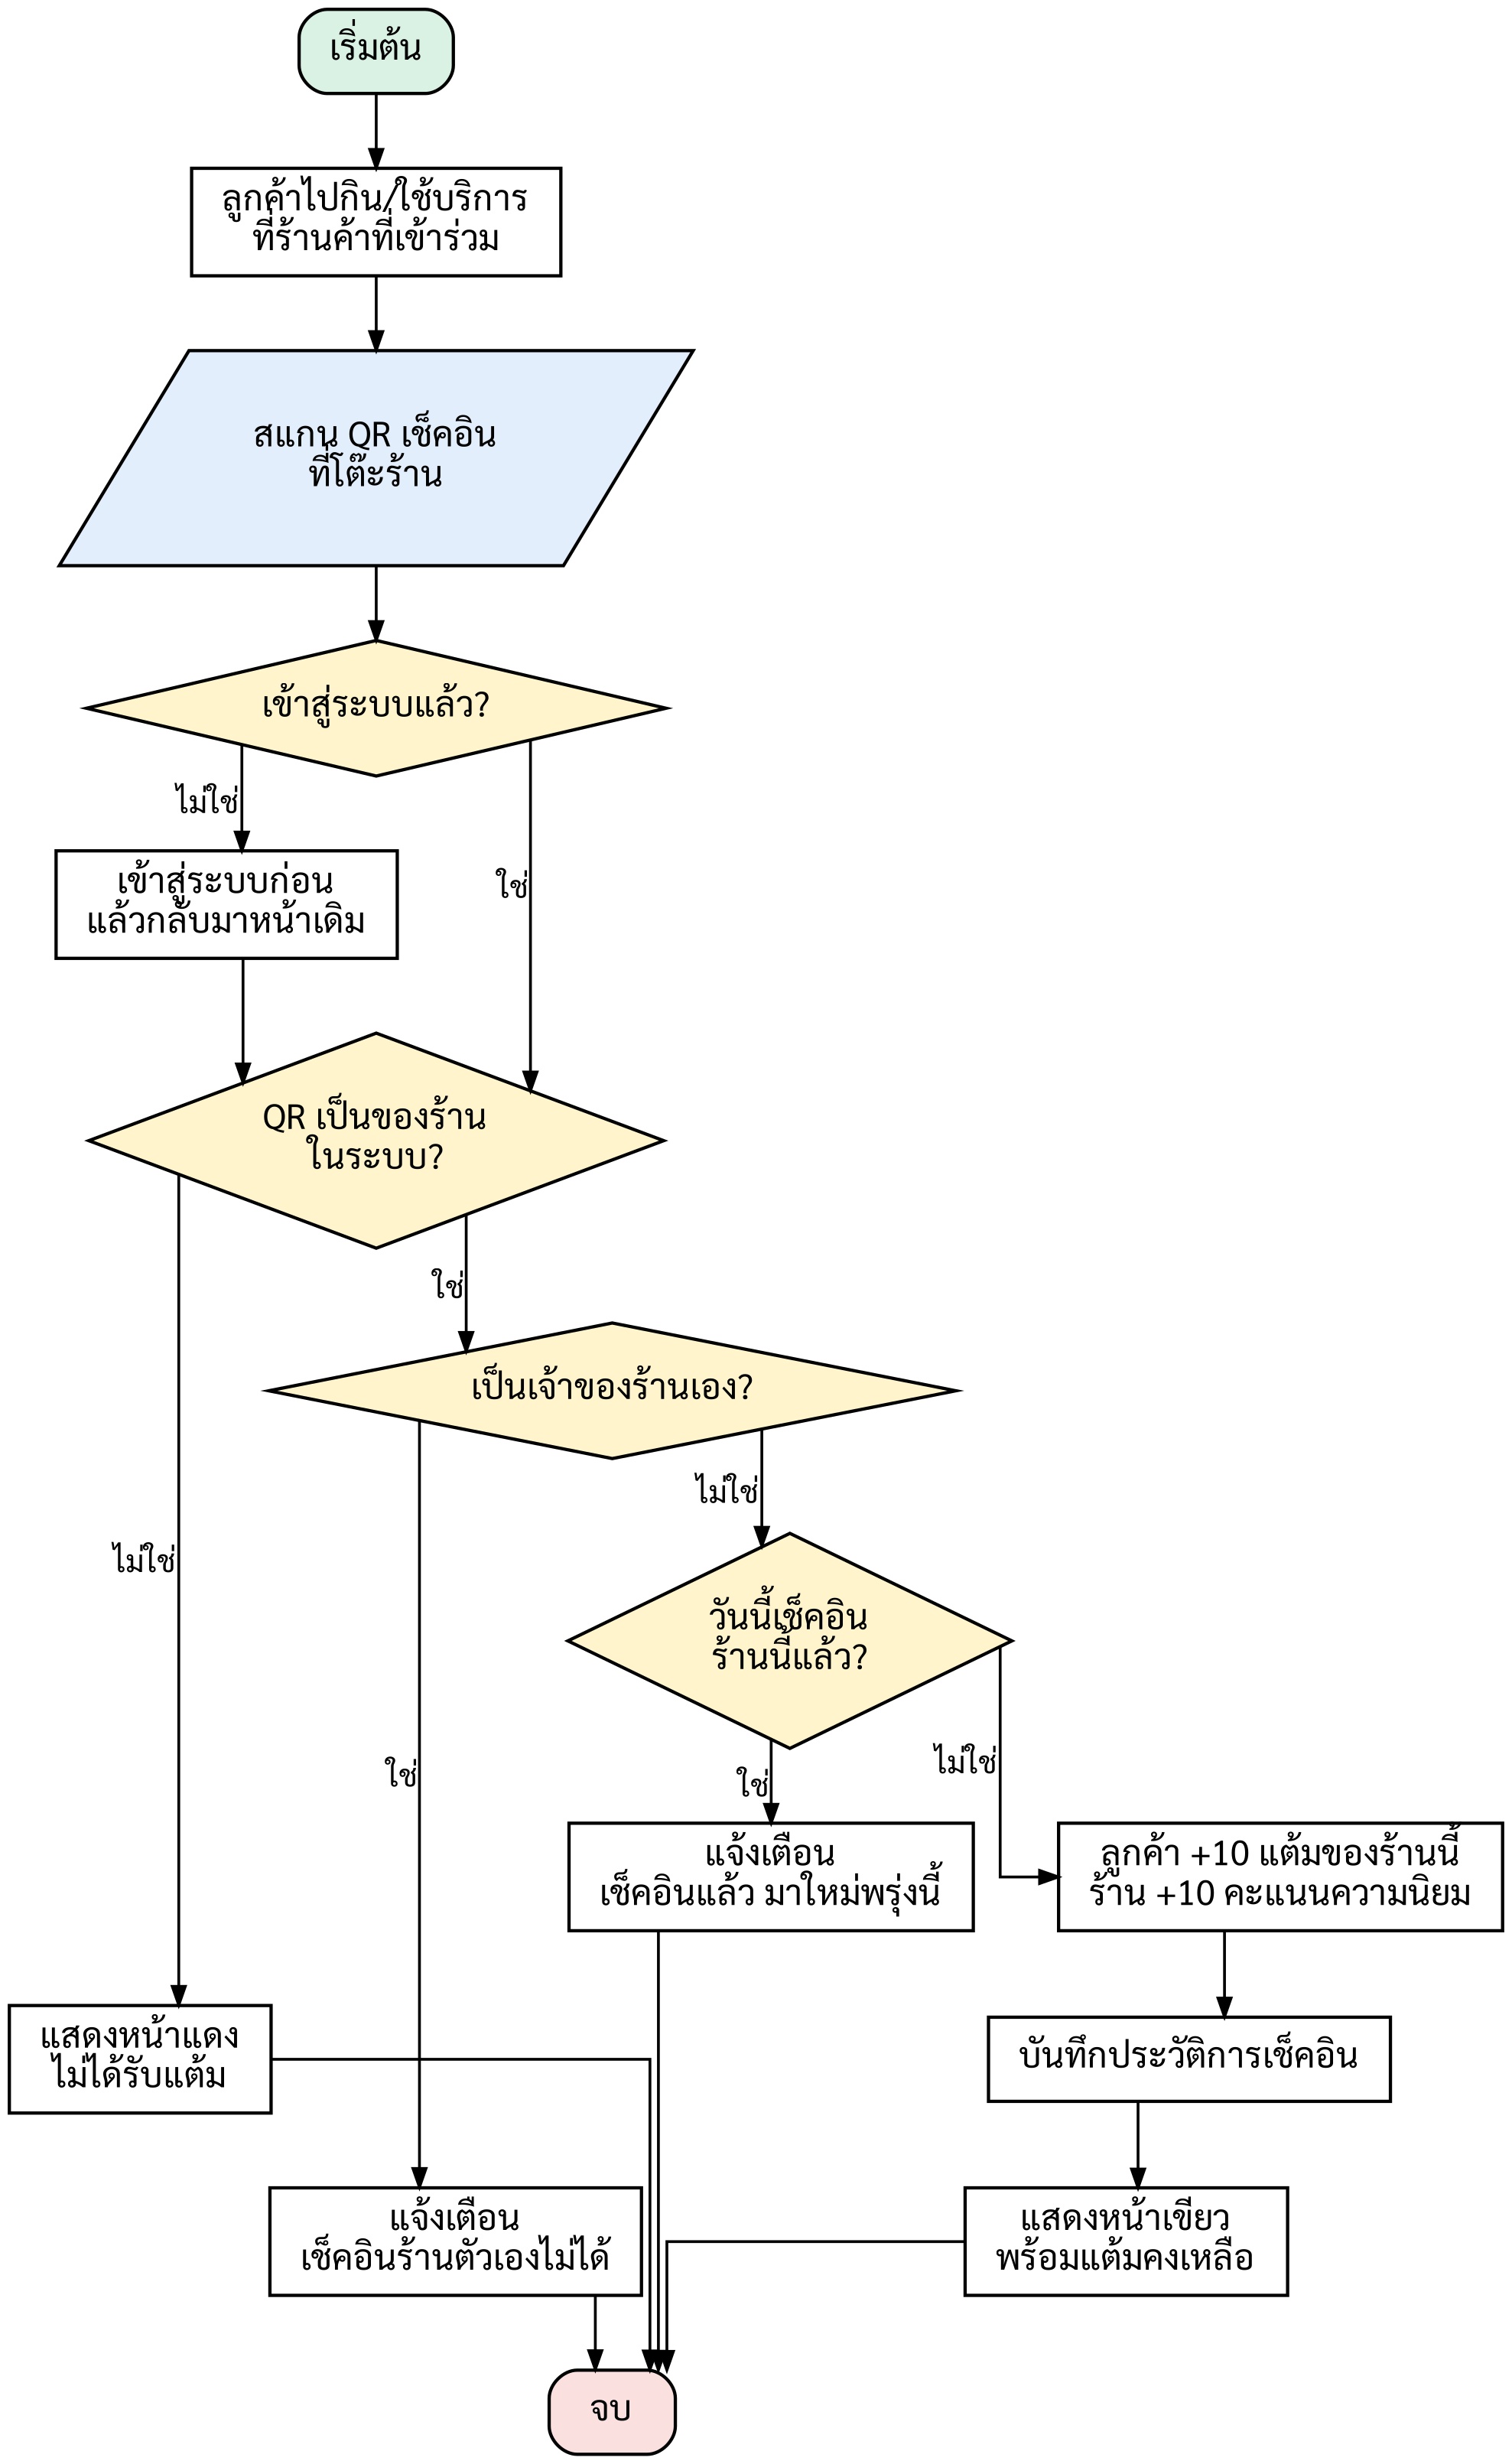 เริ่มต้น
ลูกค้าไปกิน/ใช้บริการ
ที่ร้านค้าที่เข้าร่วม
สแกน QR เช็คอิน
ที่โต๊ะร้าน
เข้าสู่ระบบแล้ว?
ไม่ใช่
ใช่
เข้าสู่ระบบก่อน
แล้วกลับมาหน้าเดิม
QR เป็นของร้าน
ในระบบ?
ใช่
ไม่ใช่
เป็นเจ้าของร้านเอง?
ไม่ใช่
ใช่
วันนี้เช็คอิน
ร้านนี้แล้ว?
ใช่
ไม่ใช่
แจ้งเตือน
เช็คอินแล้ว มาใหม่พรุ่งนี้
ลูกค้า +10 แต้มของร้านนี้
ร้าน +10 คะแนนความนิยม
แสดงหน้าแดง
ไม่ได้รับแต้ม
บันทึกประวัติการเช็คอิน
แจ้งเตือน
เช็คอินร้านตัวเองไม่ได้
แสดงหน้าเขียว
พร้อมแต้มคงเหลือ
จบ